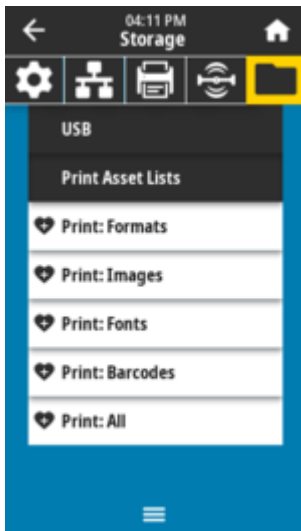 04:11 PM
Storage
USB
Print Asset Lists
Print: Formats
Print: Images
Print: Fonts
Print: Barcodes
Print: All